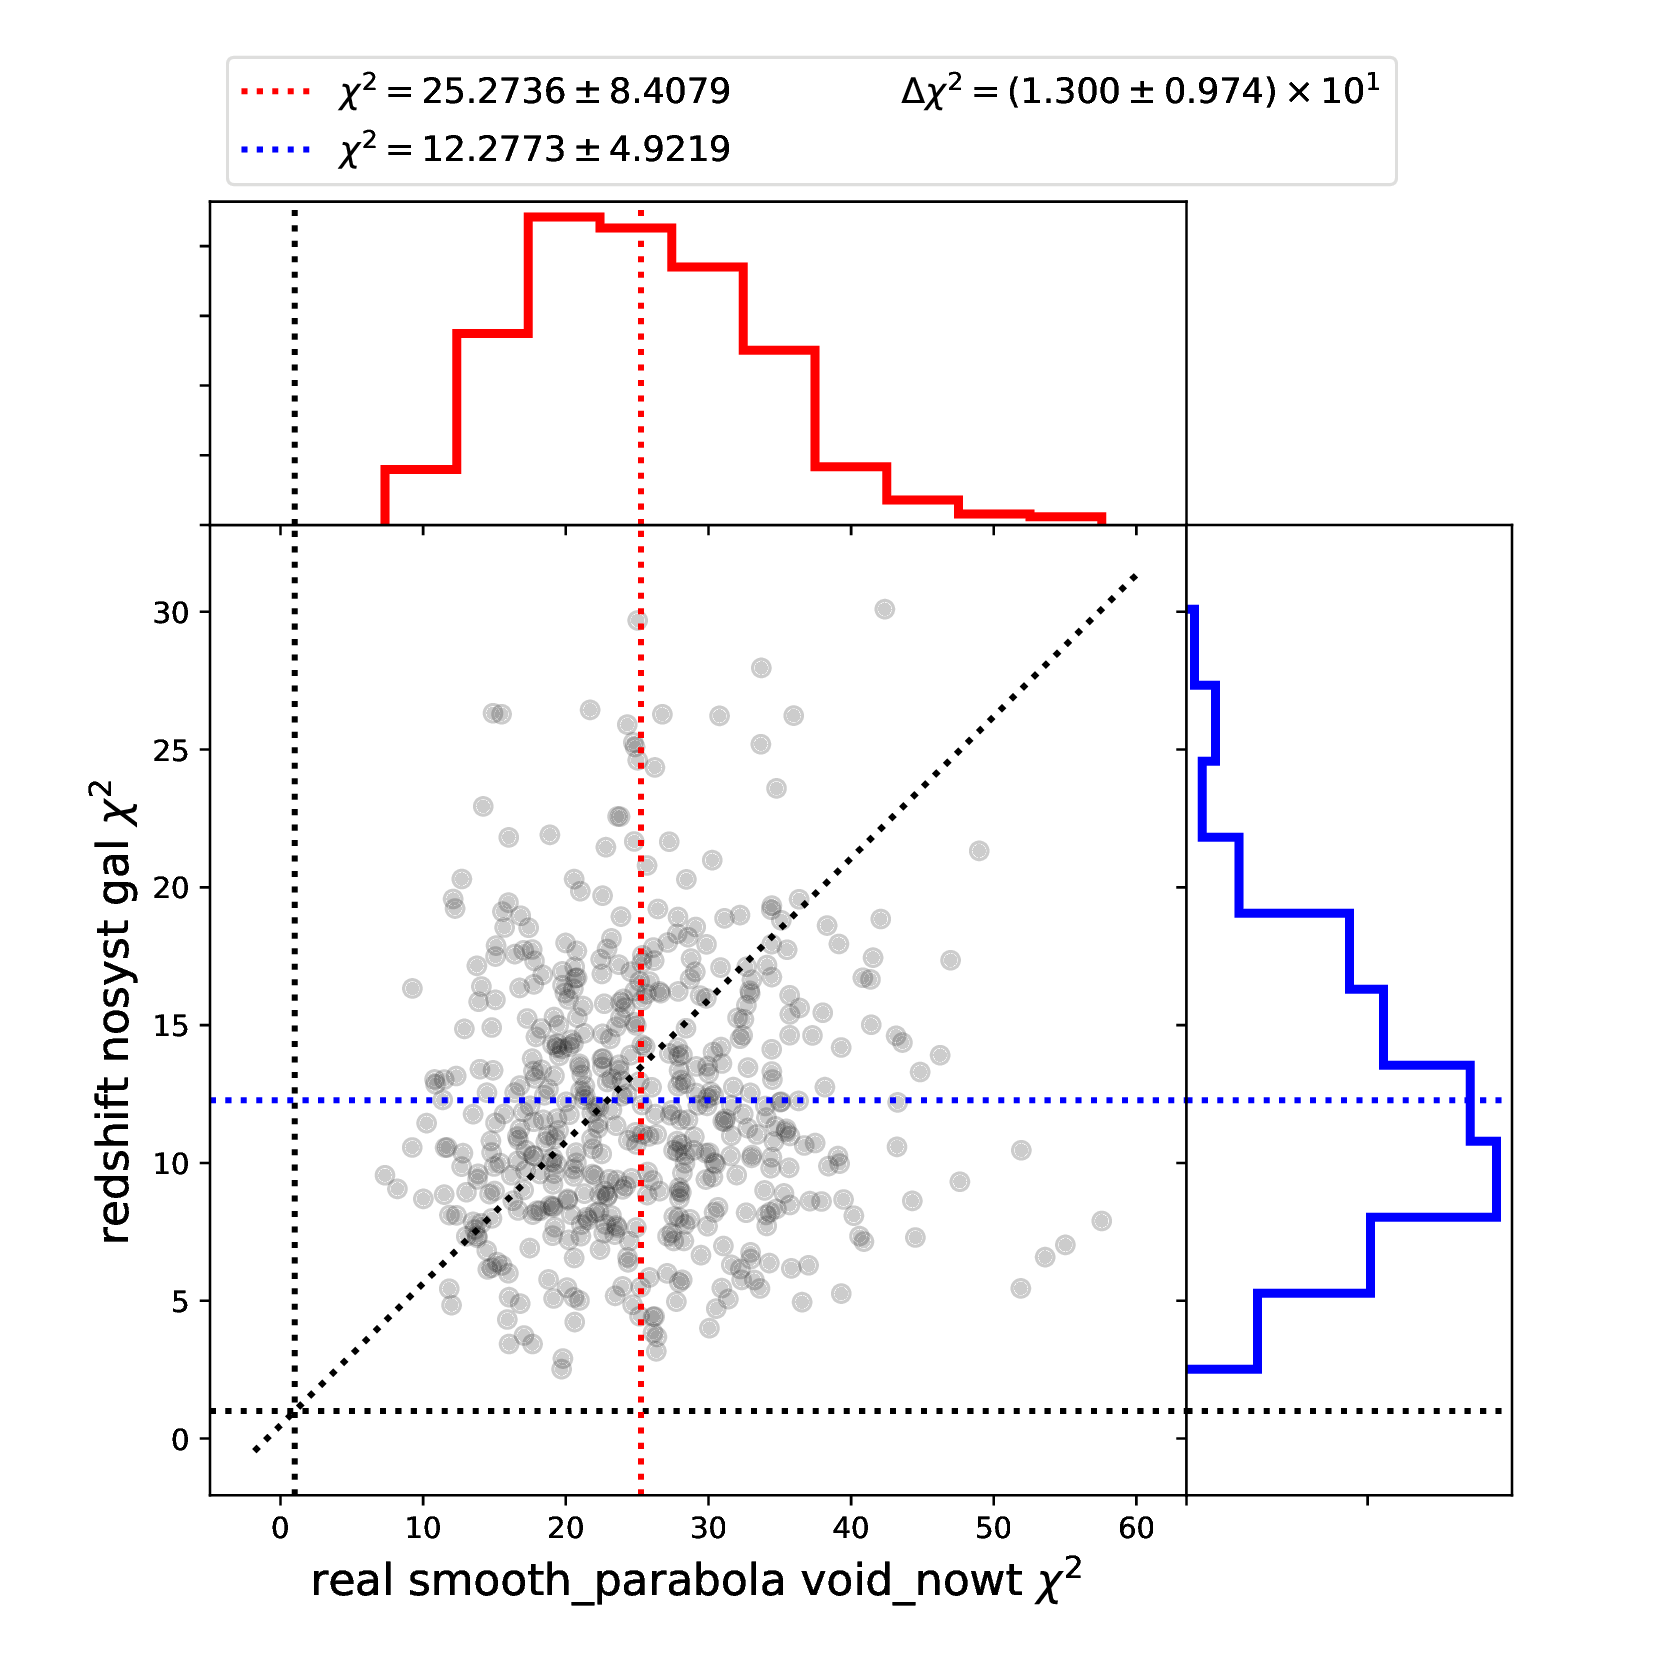 χ² = 25.2736 ± 8.4079
Δχ² = (1.300 ± 0.974) × 10¹
χ² = 12.2773 ± 4.9219
30
25
20
15
10
5
0
redshift nosyst gal χ²
0 10 20 30 40 50 60
real smooth_parabola void_nowt χ²